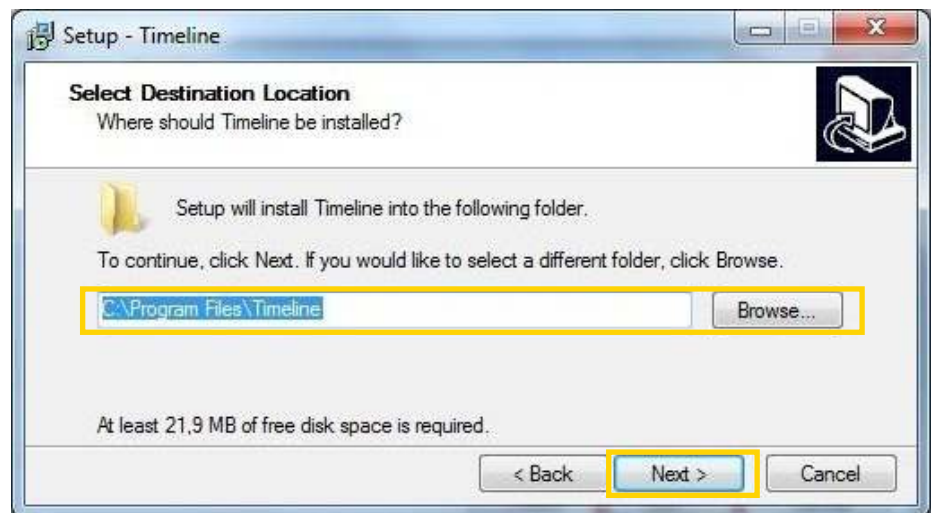 Setup - Timeline
Select Destination Location
Where should Timeline be installed?
Setup will install Timeline into the following folder.
To continue, click Next. If you would like to select a different folder, click Browse.
C:\Program Files\Timeline
Browse...
At least 21,9 MB of free disk space is required.
< Back
Next >
Cancel